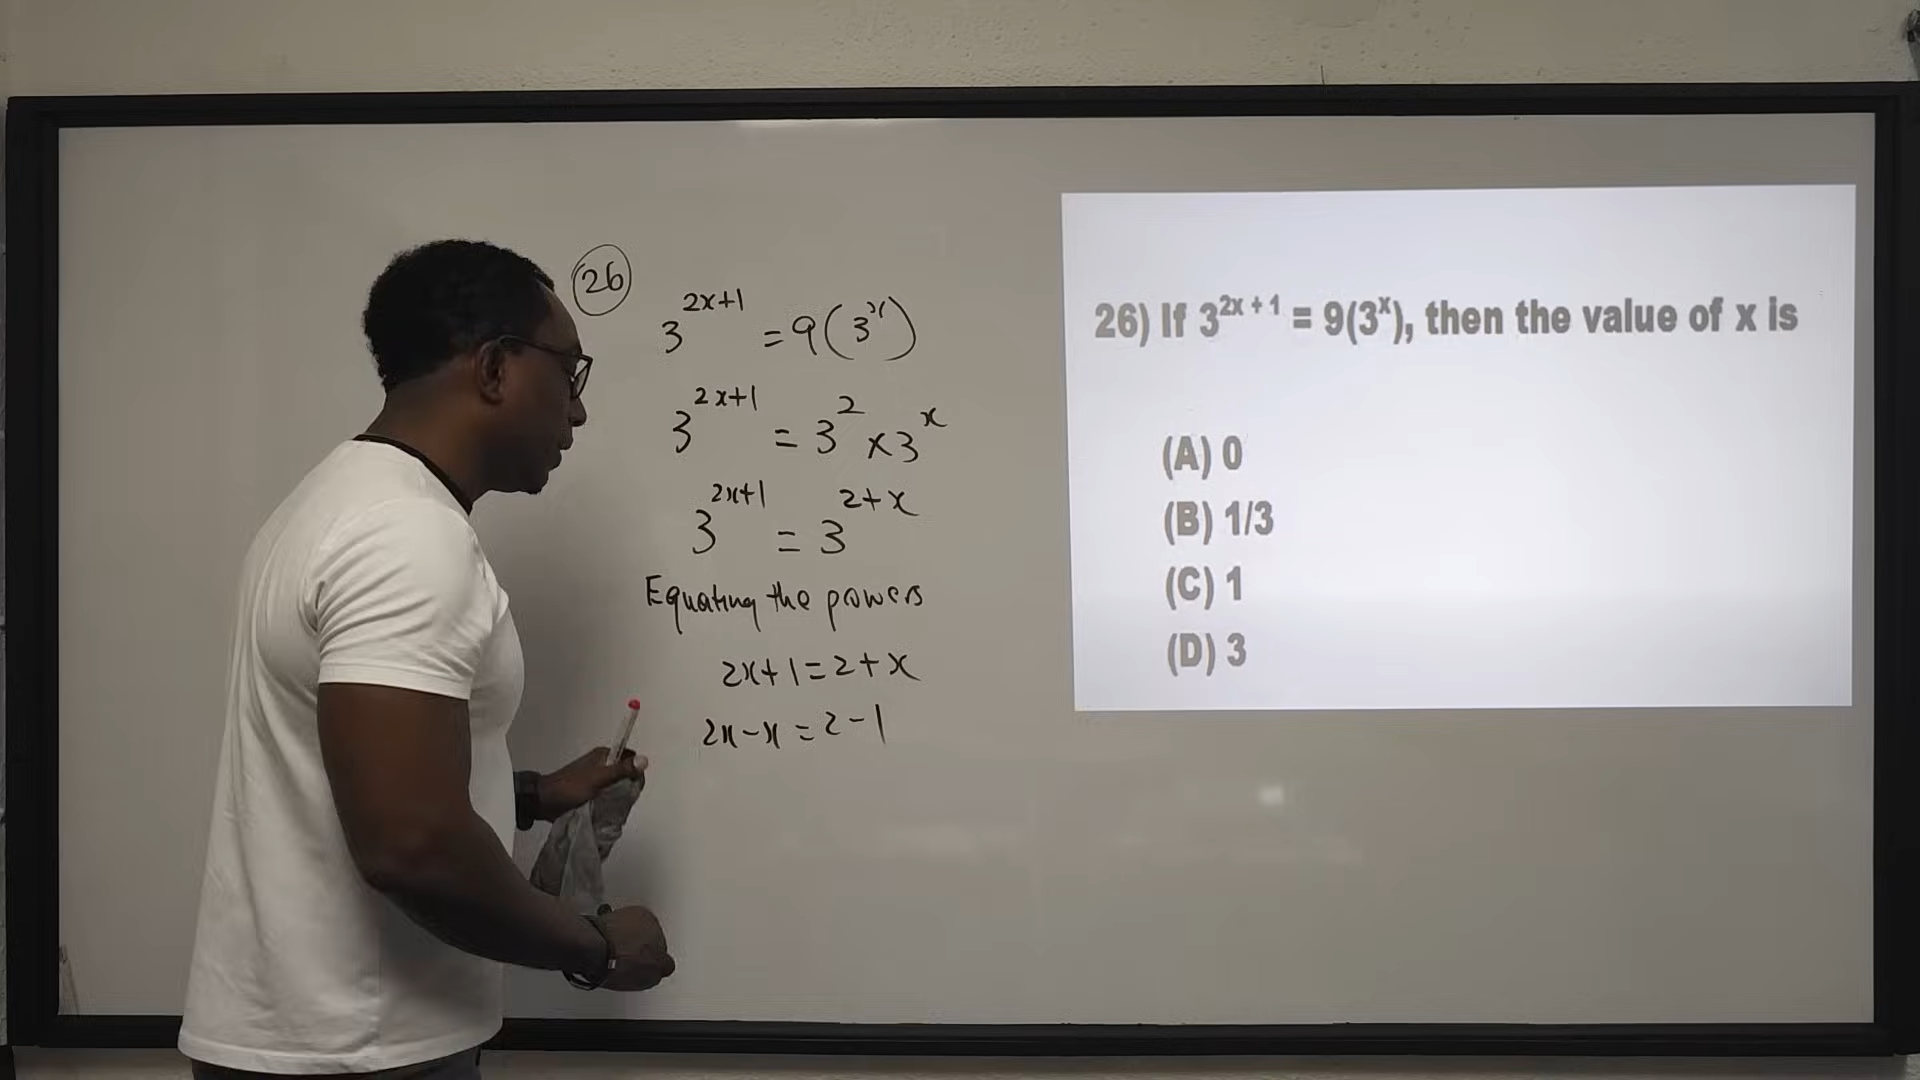 26
3^{2x+1} = 9(3^x)
3^{2x+1} = 3^2 × 3^x
3^{2x+1} = 3^{2+x}
Equating the powers
2x+1=2+x
2x-x=2-1
26) If 3^{2x + 1} = 9(3^x), then the value of x is
(A) 0
(B) 1/3
(C) 1
(D) 3